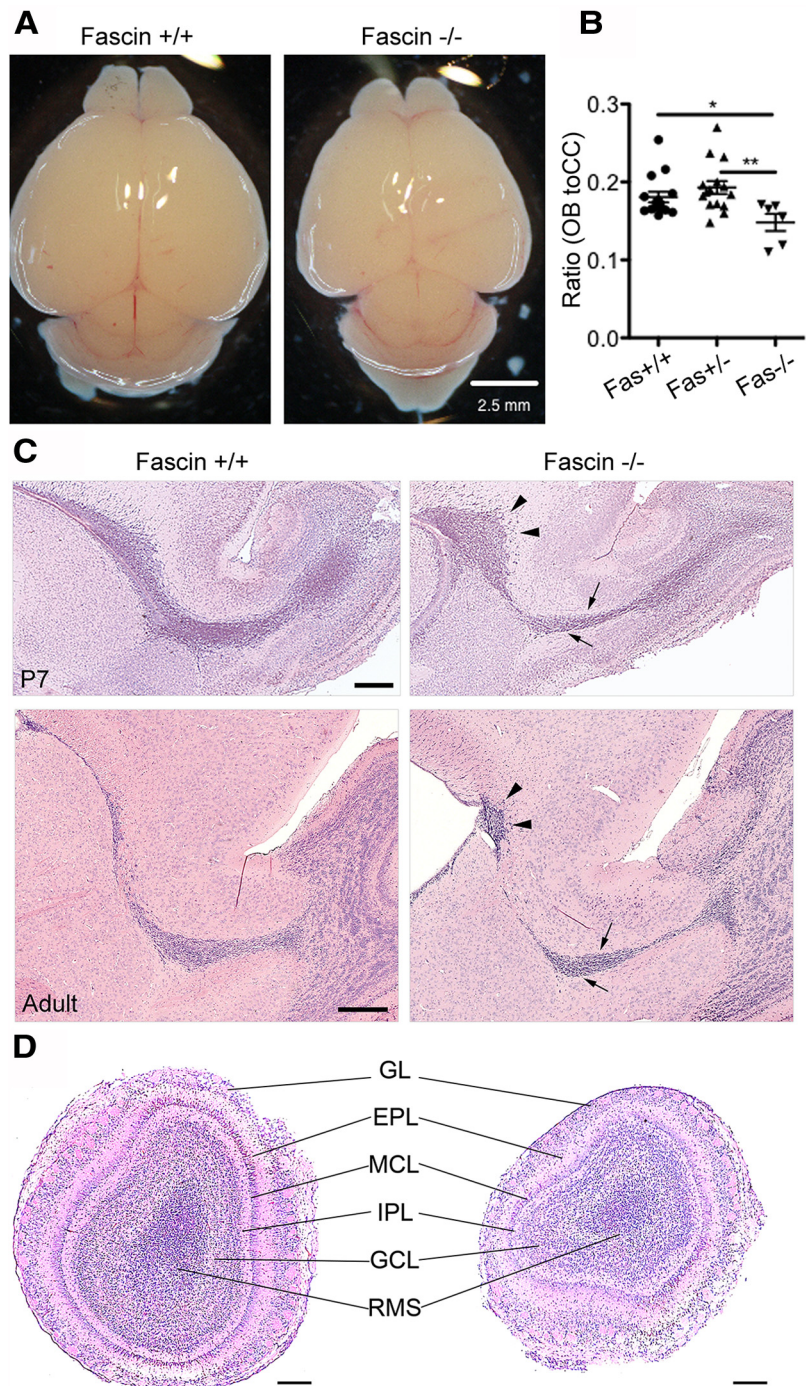 A
Fascin +/+
Fascin -/-
2.5 mm
B
Ratio (OB toCC)
0.3
0.2
0.1
0.0
*
**
Fas+/+
Fas+/-
Fas-/-
C
Fascin +/+
Fascin -/-
P7
Adult
D
GL
EPL
MCL
IPL
GCL
RMS